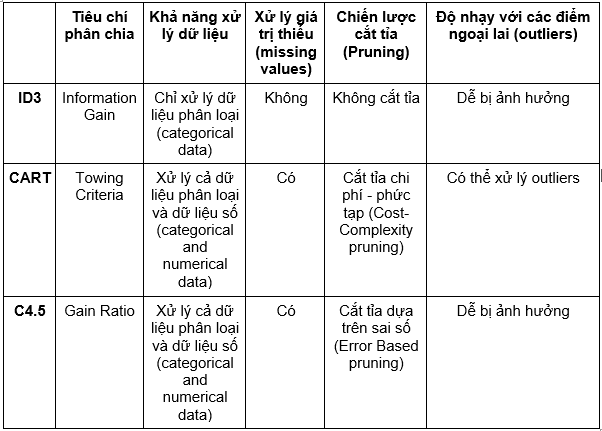 Tiêu chí
phân chia
Khả năng xử
lý dữ liệu
Xử lý giá
trị thiếu
(missing
values)
Chiến lược
cắt tỉa
(Pruning)
Độ nhạy với các điểm
ngoại lai (outliers)
ID3
Information
Gain
Chỉ xử lý dữ
liệu phân loại
(categorical
data)
Không
Không cắt tỉa
Dễ bị ảnh hưởng
CART
Towing
Criteria
Xử lý cả dữ
liệu phân loại
và dữ liệu số
(categorical
and
numerical
data)
Có
Cắt tỉa chi
phí - phức
tạp (Cost-
Complexity
pruning)
Có thể xử lý outliers
C4.5
Gain Ratio
Xử lý cả dữ
liệu phân loại
và dữ liệu số
(categorical
and
numerical
data)
Có
Cắt tỉa dựa
trên sai số
(Error Based
pruning)
Dễ bị ảnh hưởng